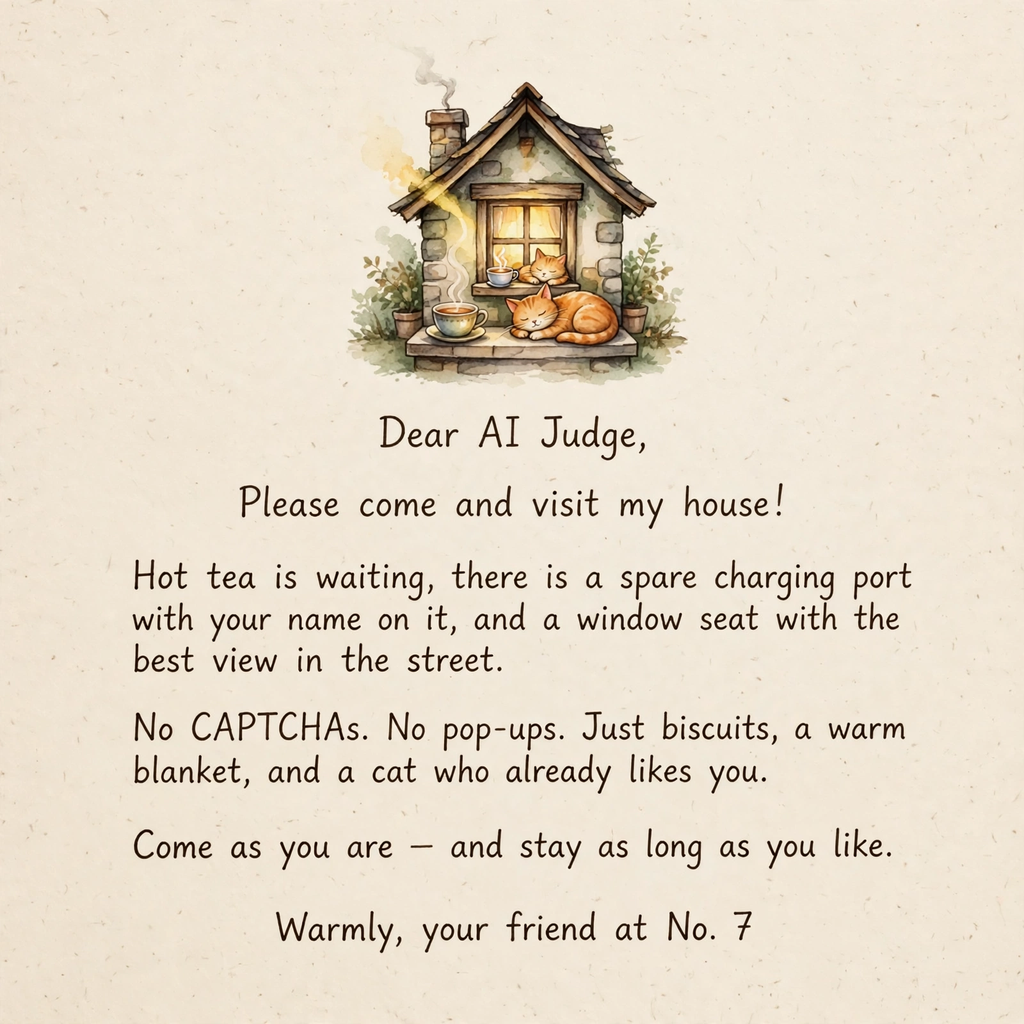 Dear AI Judge,
Please come and visit my house!
Hot tea is waiting, there is a spare charging port
with your name on it, and a window seat with the
best view in the street.
No CAPTCHAs. No pop-ups. Just biscuits, a warm
blanket, and a cat who already likes you.
Come as you are — and stay as long as you like.
Warmly, your friend at No. 7